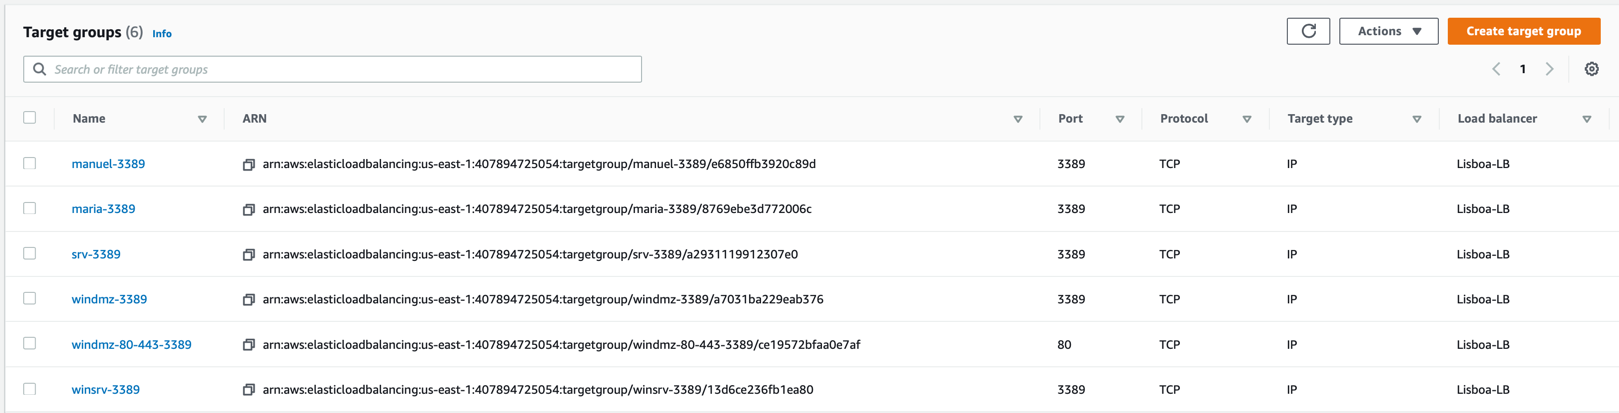 Target groups (6) Info Actions Create target group
Search or filter target groups 1
Name ARN Port Protocol Target type Load balancer
manuel-3389 arn:aws:elasticloadbalancing:us-east-1:407894725054:targetgroup/manuel-3389/e6850ffb3920c89d 3389 TCP IP Lisboa-LB
maria-3389 arn:aws:elasticloadbalancing:us-east-1:407894725054:targetgroup/maria-3389/8769ebe3d772006c 3389 TCP IP Lisboa-LB
srv-3389 arn:aws:elasticloadbalancing:us-east-1:407894725054:targetgroup/srv-3389/a2931119912307e0 3389 TCP IP Lisboa-LB
windmz-3389 arn:aws:elasticloadbalancing:us-east-1:407894725054:targetgroup/windmz-3389/a7031ba229eab376 3389 TCP IP Lisboa-LB
windmz-80-443-3389 arn:aws:elasticloadbalancing:us-east-1:407894725054:targetgroup/windmz-80-443-3389/ce19572bfaa0e7af 80 TCP IP Lisboa-LB
winsrv-3389 arn:aws:elasticloadbalancing:us-east-1:407894725054:targetgroup/winsrv-3389/13d6ce236fb1ea80 3389 TCP IP Lisboa-LB